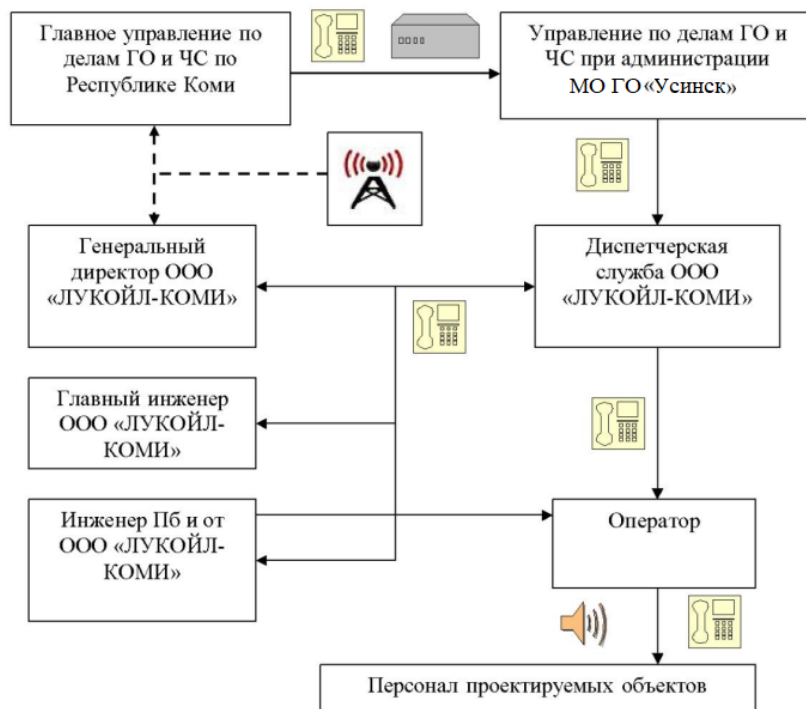 Главное управление по
делам ГО и ЧС по
Республике Коми
Управление по делам ГО и
ЧС при администрации
МО ГО «Усинск»
Генеральный
директор ООО
«ЛУКОЙЛ-КОМИ»
Диспетчерская
служба ООО
«ЛУКОЙЛ-КОМИ»
Главный инженер
ООО «ЛУКОЙЛ-
КОМИ»
Инженер Пб и от
ООО «ЛУКОЙЛ-
КОМИ»
Оператор
Персонал проектируемых объектов